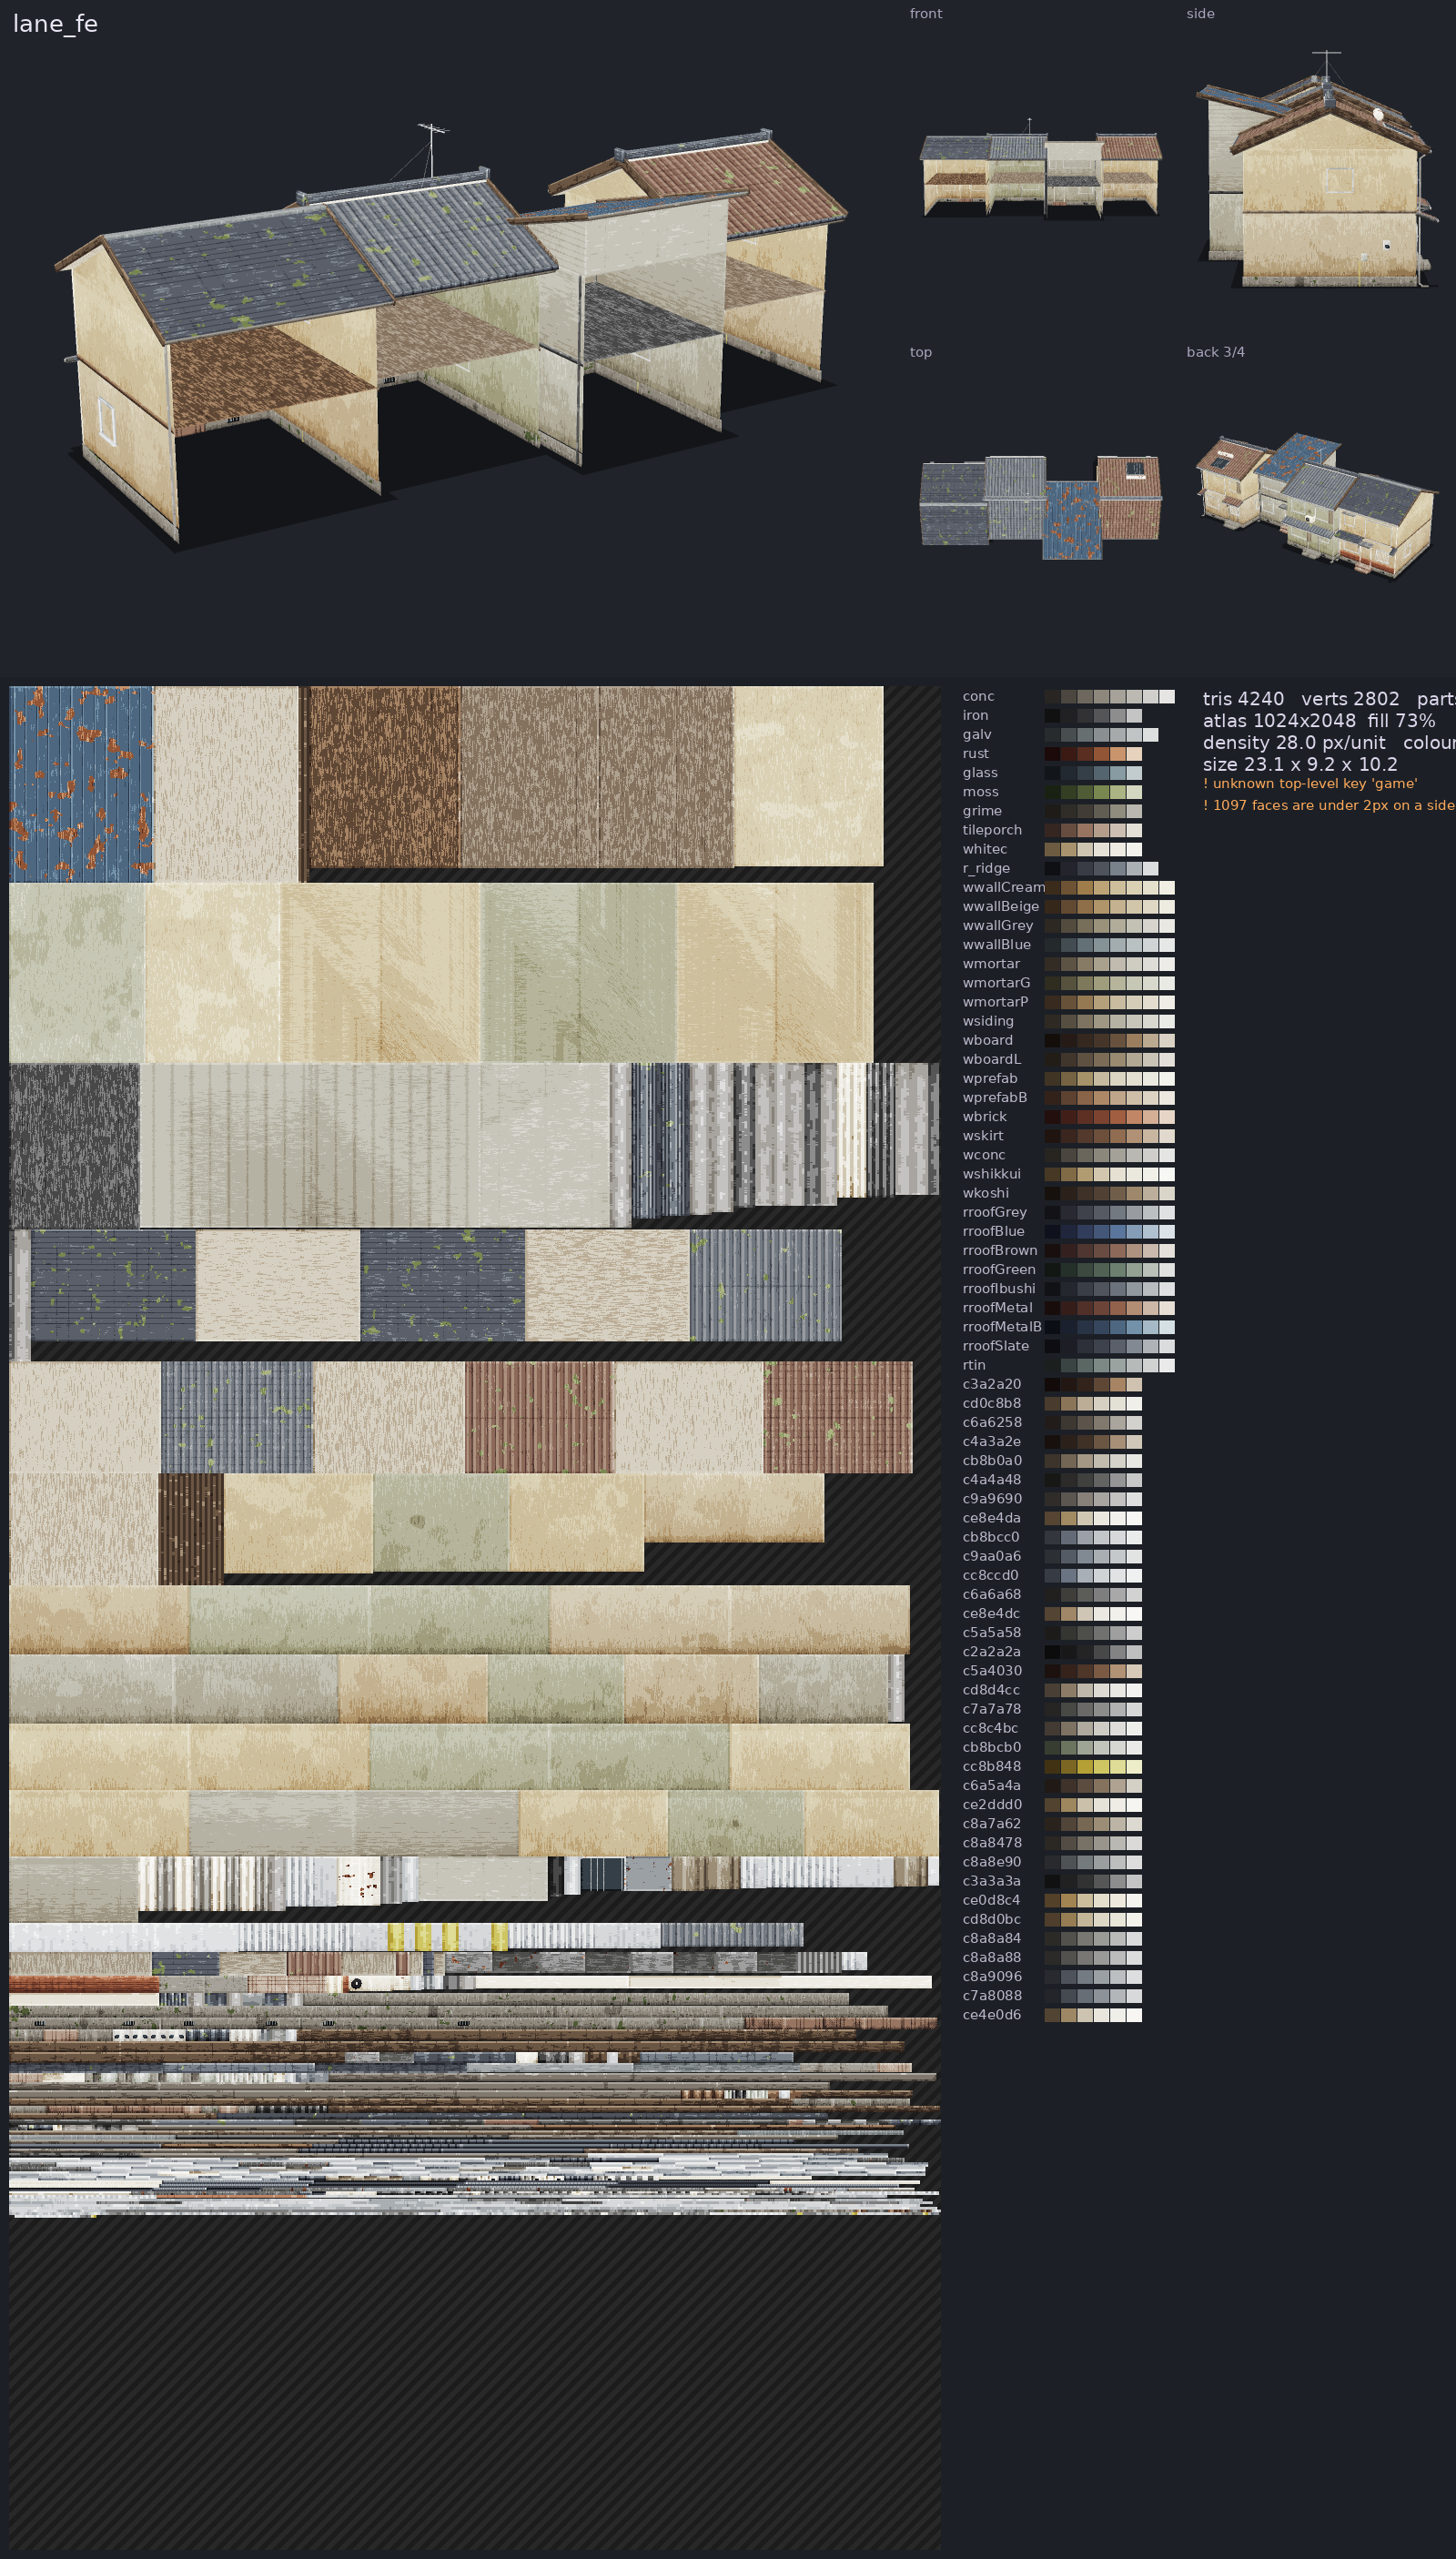 lane_fe
front
side
top
back 3/4
conc
iron
galv
rust
glass
moss
grime
tileporch
whitec
r_ridge
wwallCream
wwallBeige
wwallGrey
wwallBlue
wmortar
wmortarG
wmortarP
wsiding
wboard
wboardL
wprefab
wprefabB
wbrick
wskirt
wconc
wshikkui
wkoshi
rroofGrey
rroofBlue
rroofBrown
rroofGreen
rroofIbushi
rroofMetal
rroofMetalB
rroofSlate
rtin
c3a2a20
cd0c8b8
c6a6258
c4a3a2e
cb8b0a0
c4a4a48
c9a9690
ce8e4da
cb8bcc0
c9aa0a6
cc8ccd0
c6a6a68
ce8e4dc
c5a5a58
c2a2a2a
c5a4030
cd8d4cc
c7a7a78
cc8c4bc
cb8bcb0
cc8b848
c6a5a4a
ce2ddd0
c8a7a62
c8a8478
c8a8e90
c3a3a3a
ce0d8c4
cd8d0bc
c8a8a84
c8a8a88
c8a9096
c7a8088
ce4e0d6
tris 4240 verts 2802 parts
atlas 1024x2048 fill 73%
density 28.0 px/unit colour
size 23.1 x 9.2 x 10.2
! unknown top-level key 'game'
! 1097 faces are under 2px on a side